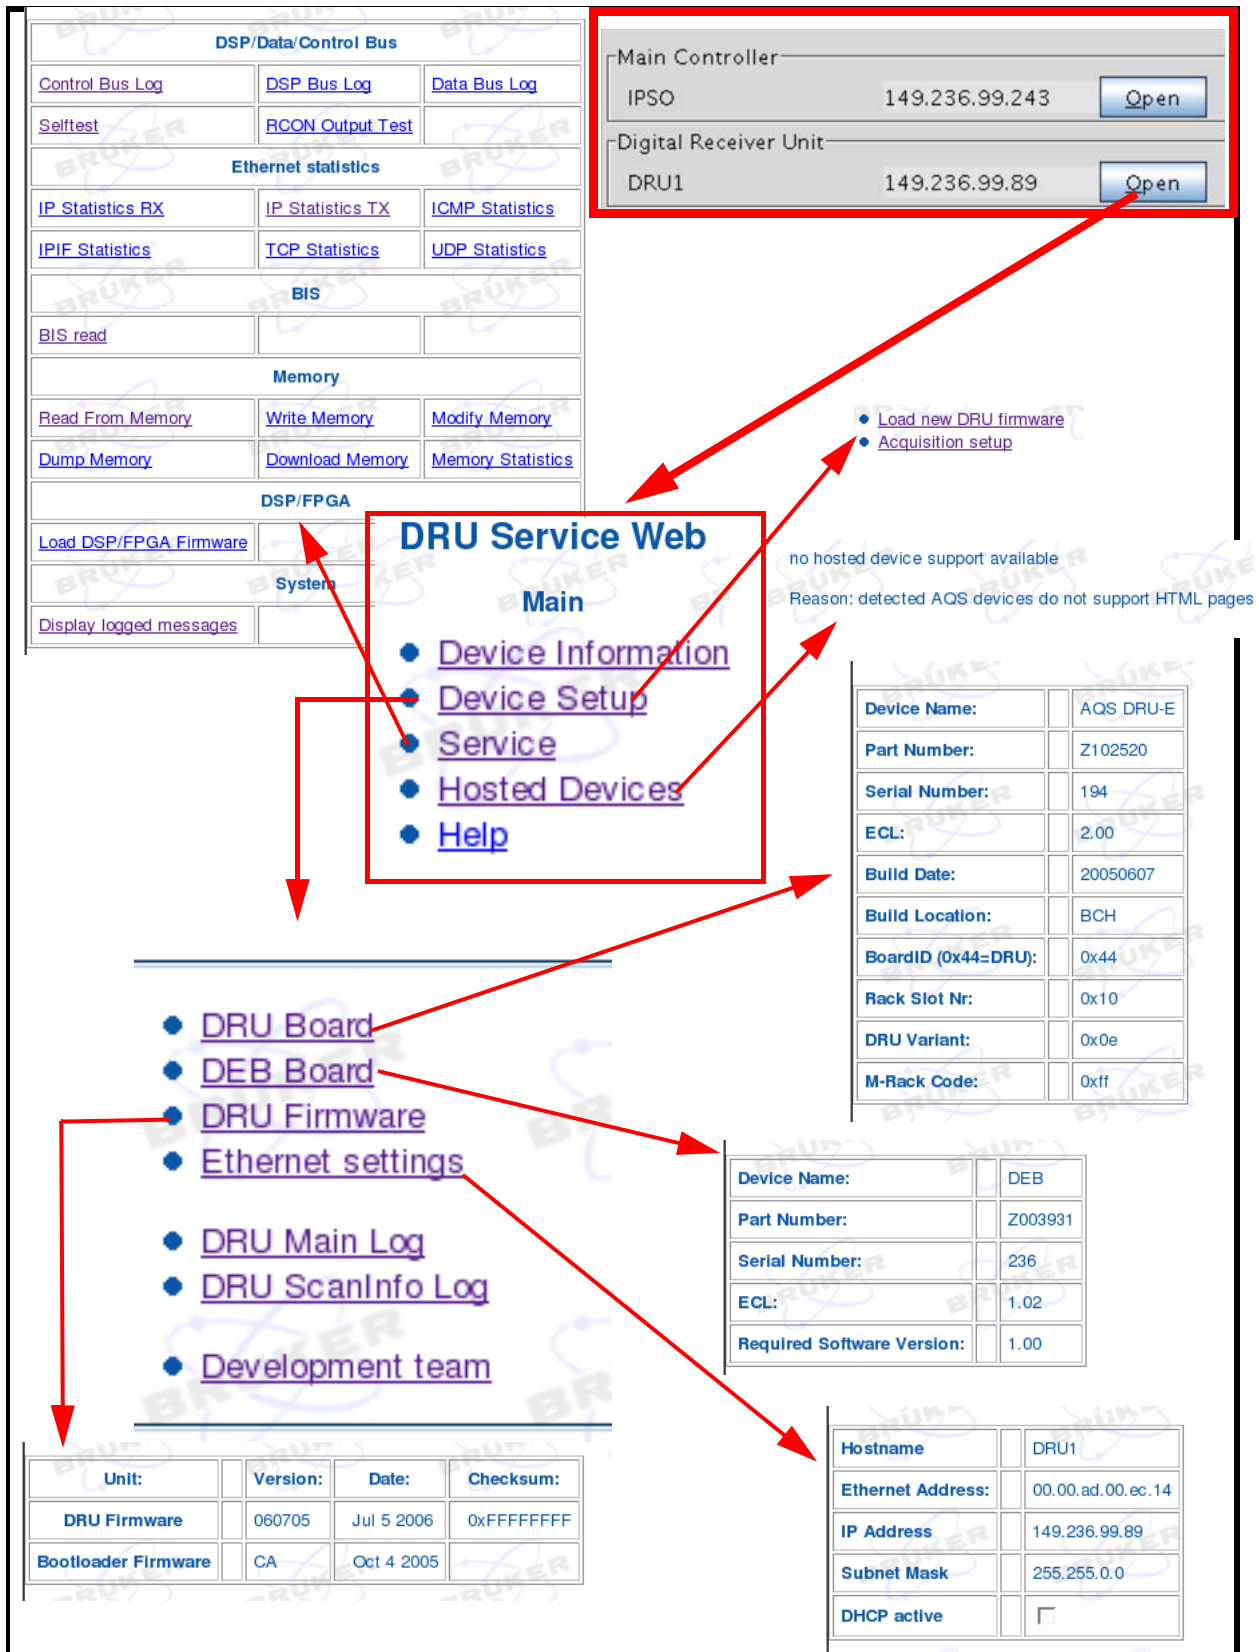 DSP/Data/Control Bus
Control Bus Log DSP Bus Log Data Bus Log
Selftest RCON Output Test
Ethernet statistics
IP Statistics RX IP Statistics TX ICMP Statistics
IPIF Statistics TCP Statistics UDP Statistics
BIS
BIS read
Memory
Read From Memory Write Memory Modify Memory
Dump Memory Download Memory Memory Statistics
DSP/FPGA
Load DSP/FPGA Firmware
System
Display logged messages
Main Controller
IPSO 149.236.99.243 Open
Digital Receiver Unit
DRU1 149.236.99.89 Open
Load new DRU firmware
Acquisition setup
DRU Service Web
Main
Device Information
Device Setup
Service
Hosted Devices
Help
no hosted device support available
Reason: detected AQS devices do not support HTML pages
Device Name: AQS DRU-E
Part Number: Z102520
Serial Number: 194
ECL: 2.00
Build Date: 20050607
Build Location: BCH
BoardID (0x44=DRU): 0x44
Rack Slot Nr: 0x10
DRU Variant: 0x0e
M-Rack Code: 0xff
DRU Board
DEB Board
DRU Firmware
Ethernet settings
DRU Main Log
DRU ScanInfo Log
Development team
Device Name: DEB
Part Number: Z003931
Serial Number: 236
ECL: 1.02
Required Software Version: 1.00
Unit: Version: Date: Checksum:
DRU Firmware 060705 Jul 5 2006 0xFFFFFFFF
Bootloader Firmware CA Oct 4 2005
Hostname DRU1
Ethernet Address: 00.00.ad.00.ec.14
IP Address 149.236.99.89
Subnet Mask 255.255.0.0
DHCP active